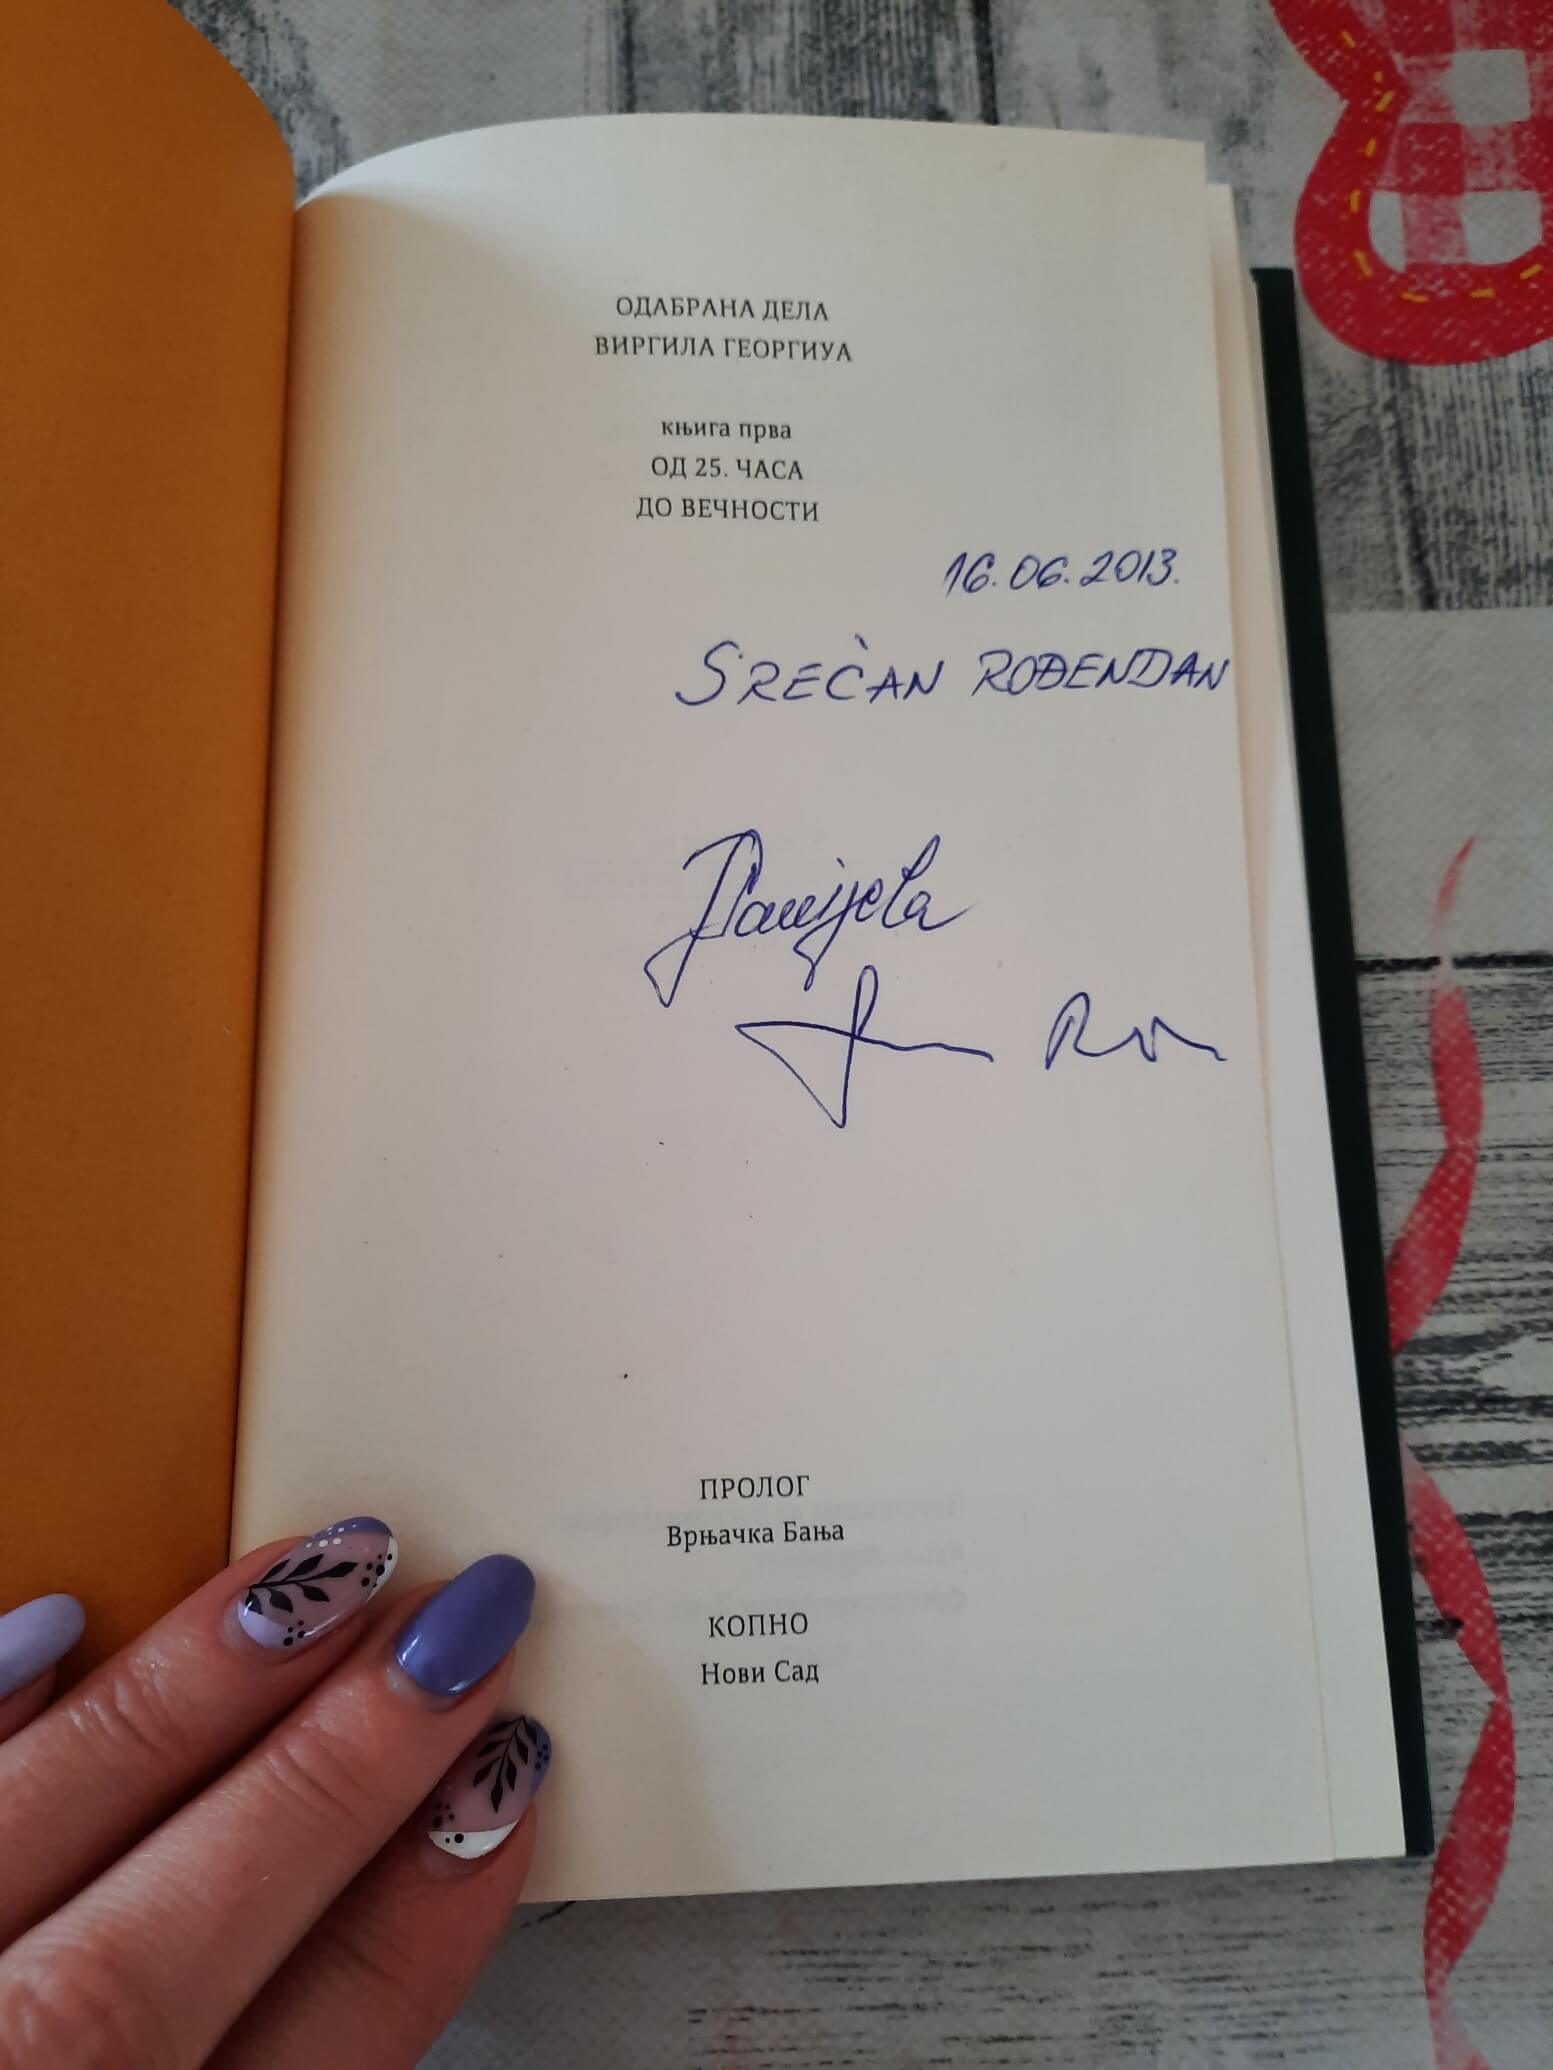 ОДАБРАНА ДЕЛА
ВИРГИЛА ГЕОРГИУА
књига прва
ОД 25. ЧАСА
ДО ВЕЧНОСТИ
16.06.2013.
SREĆAN ROĐENDAN
Danijela
ПРОЛОГ
Врњачка Бања
КОПНО
Нови Сад